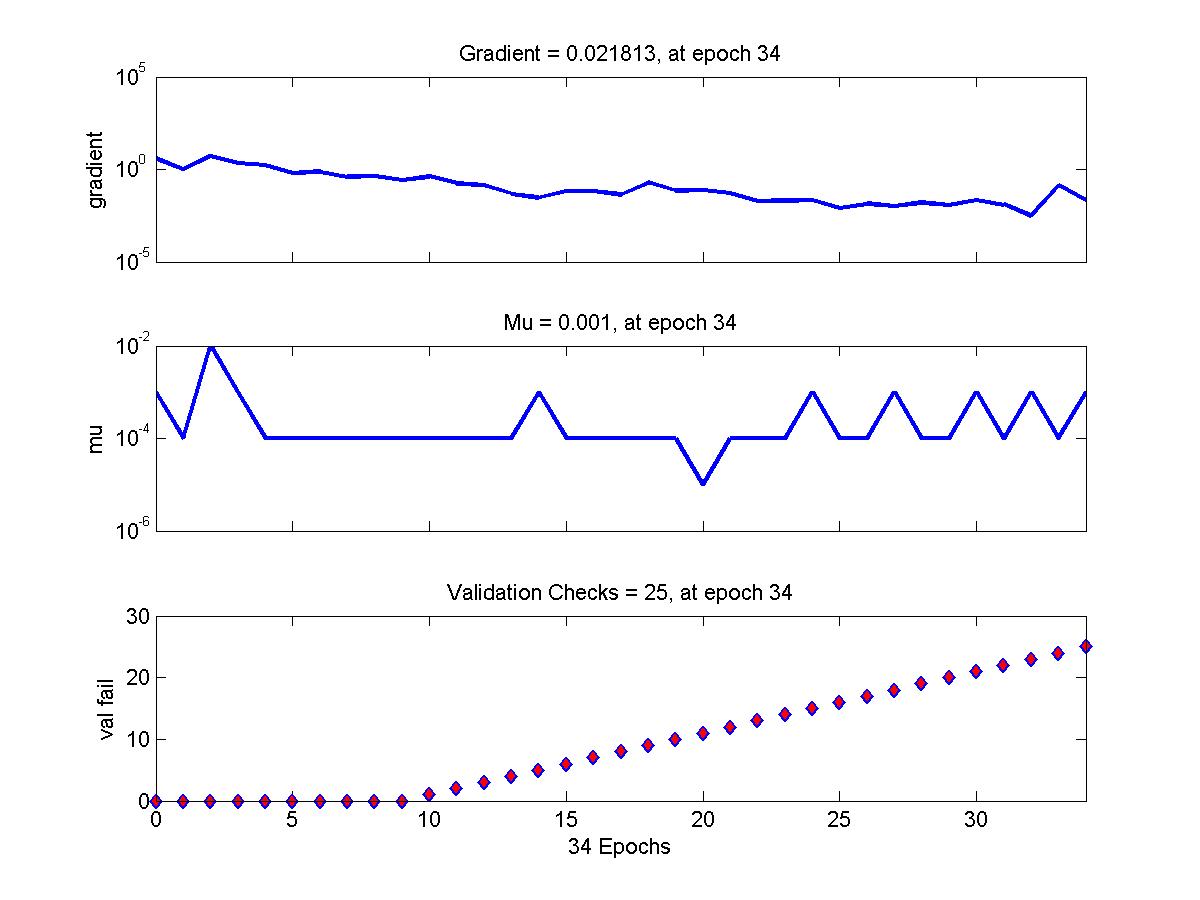 Gradient = 0.021813, at epoch 34
10^5
10^0
10^-5
gradient
Mu = 0.001, at epoch 34
10^-2
10^-4
10^-6
mu
Validation Checks = 25, at epoch 34
30
20
10
0
val fail
0 5 10 15 20 25 30
34 Epochs